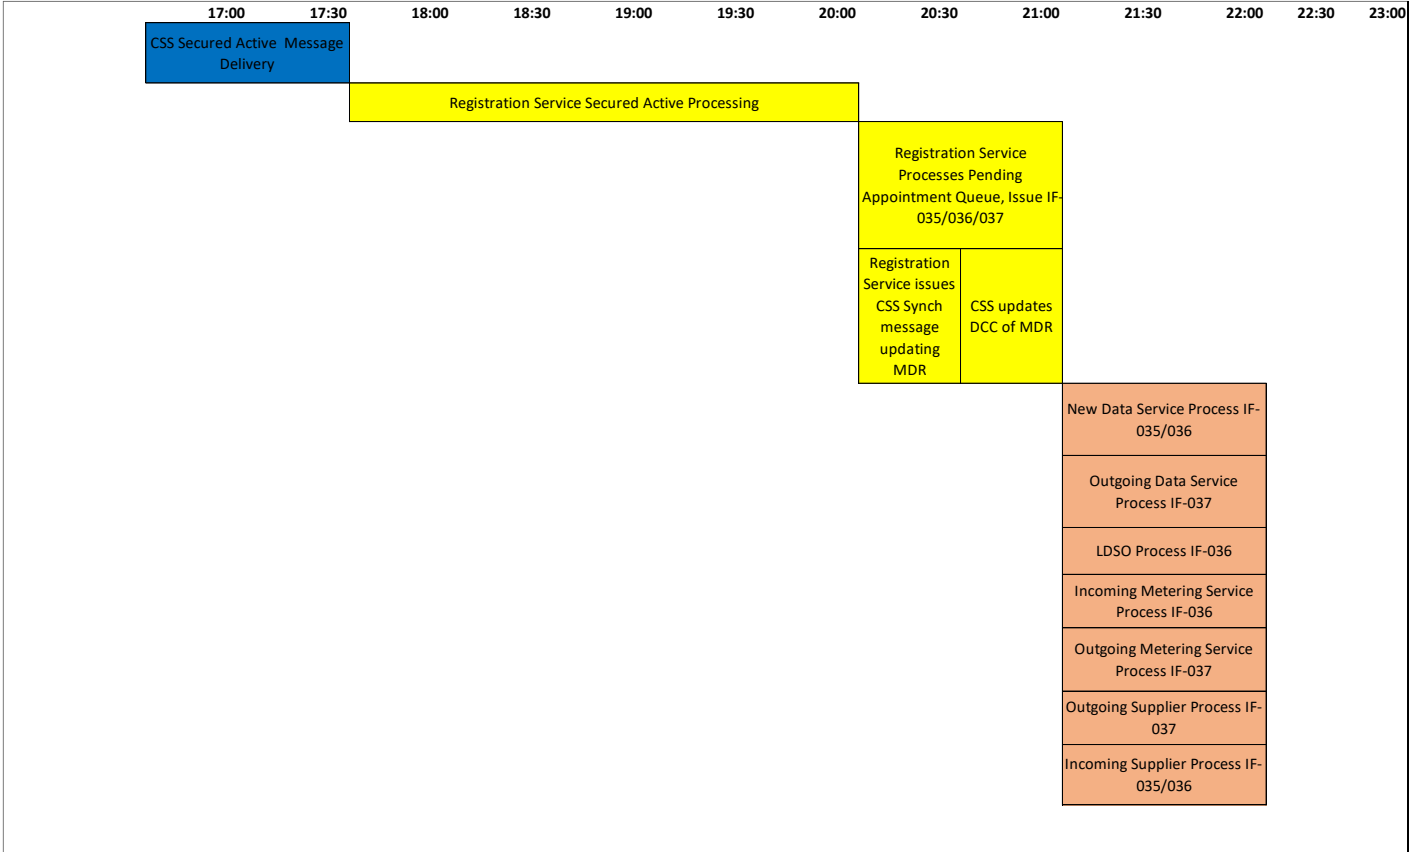 17:00 17:30 18:00 18:30 19:00 19:30 20:00 20:30 21:00 21:30 22:00 22:30 23:00
CSS Secured Active  Message
Delivery
Registration Service Secured Active Processing
Registration Service
Processes Pending
Appointment Queue, Issue IF-
035/036/037
Registration
Service issues
CSS Synch
message
updating
MDR
CSS updates
DCC of MDR
New Data Service Process IF-
035/036
Outgoing Data Service
Process IF-037
LDSO Process IF-036
Incoming Metering Service
Process IF-036
Outgoing Metering Service
Process IF-037
Outgoing Supplier Process IF-
037
Incoming Supplier Process IF-
035/036